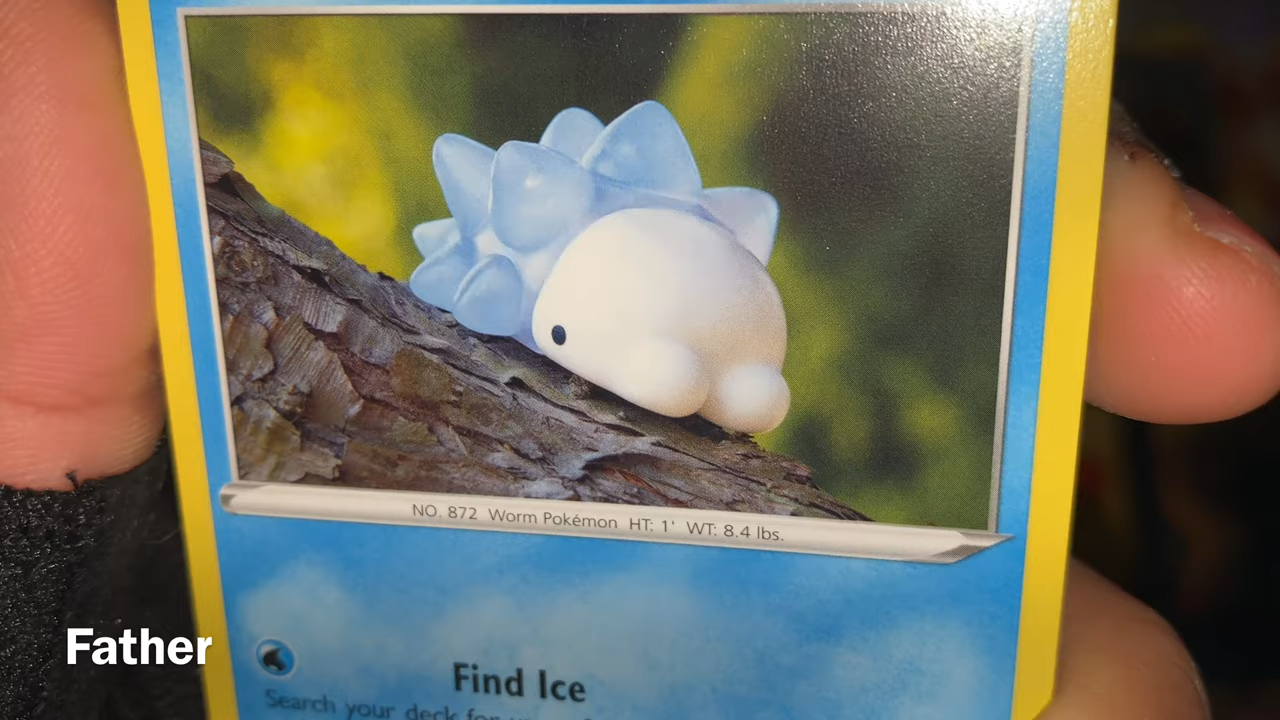 NO. 872 Worm Pokémon HT: 1' WT: 8.4 lbs.
Father
Find Ice
Search your deck for